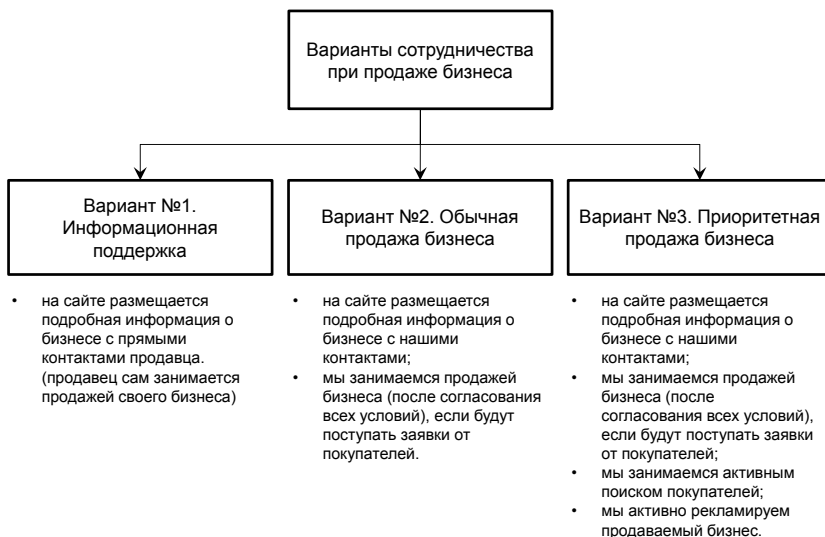 Варианты сотрудничества
при продаже бизнеса
Вариант №1.
Информационная
поддержка
Вариант №2. Обычная
продажа бизнеса
Вариант №3. Приоритетная
продажа бизнеса
• на сайте размещается
подробная информация о
бизнесе с прямыми
контактами продавца.
(продавец сам занимается
продажей своего бизнеса)
• на сайте размещается
подробная информация о
бизнесе с нашими
контактами;
• мы занимаемся продажей
бизнеса (после согласования
всех условий), если будут
поступать заявки от
покупателей.
• на сайте размещается
подробная информация о
бизнесе с нашими
контактами;
• мы занимаемся продажей
бизнеса (после
согласования всех условий),
если будут поступать заявки
от покупателей;
• мы занимаемся активным
поиском покупателей;
• мы активно рекламируем
продаваемый бизнес.